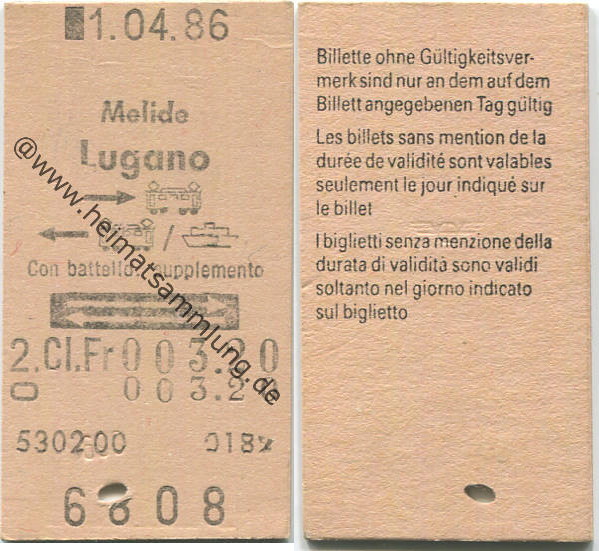 1.04.86
Melide
Lugano
/
Con battello: supplemento
2.Cl.Fr 003.20
0 003.20
530200 018
6808
@www.heimatsammlung.de
Billette ohne Gültigkeitsver-
merk sind nur an dem auf dem
Billett angegebenen Tag gültig
Les billets sans mention de la
durée de validité sont valables
seulement le jour indiqué sur
le billet
I biglietti senza menzione della
durata di validità sono validi
soltanto nel giorno indicato
sul biglietto